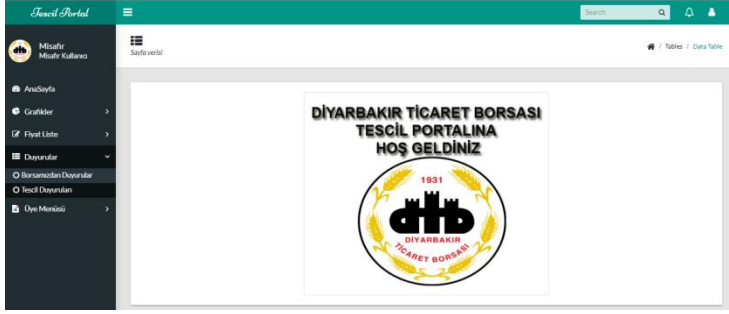 Tescil Portal
Search
Misafir
Misafir Kullanıcı
Sayfa verisi
/ Tables / Data Table
AnaSayfa
Grafikler
Fiyat Liste
Duyurular
Borsamızdan Duyurular
Tescil Duyuruları
Üye Menüsü
DİYARBAKIR TİCARET BORSASI
TESCİL PORTALINA
HOŞ GELDİNİZ
1931
dtb
DİYARBAKIR
TİCARET BORSASI